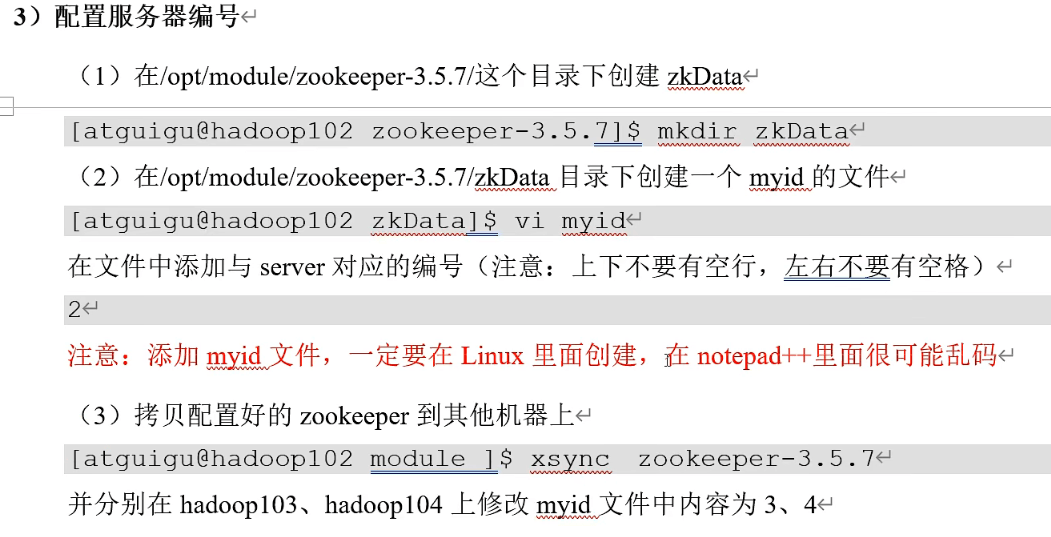 3）配置服务器编号↵
（1）在/opt/module/zookeeper-3.5.7/这个目录下创建 zkData↵
[atguigu@hadoop102 zookeeper-3.5.7]$ mkdir zkData↵
（2）在/opt/module/zookeeper-3.5.7/zkData 目录下创建一个 myid 的文件↵
[atguigu@hadoop102 zkData]$ vi myid↵
在文件中添加与 server 对应的编号（注意：上下不要有空行，左右不要有空格）↵
2↵
注意：添加 myid 文件，一定要在 Linux 里面创建，在 notepad++里面很可能乱码↵
（3）拷贝配置好的 zookeeper 到其他机器上↵
[atguigu@hadoop102 module ]$ xsync  zookeeper-3.5.7↵
并分别在 hadoop103、hadoop104 上修改 myid 文件中内容为 3、4↵